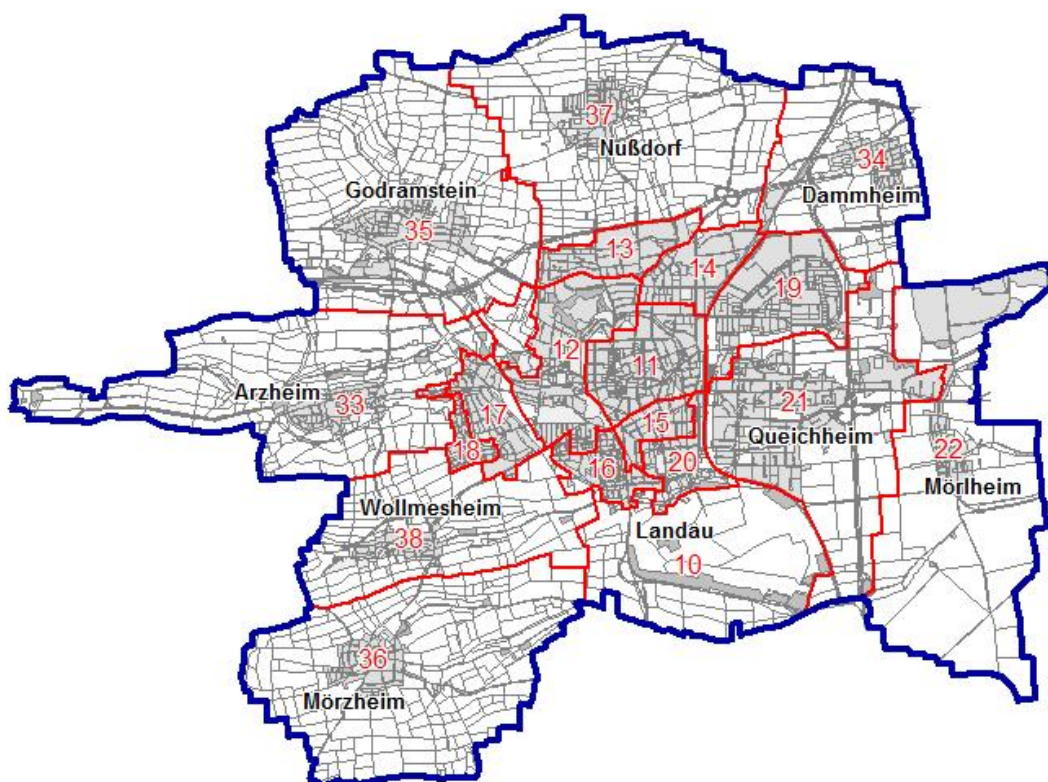 37
Nußdorf
34
Dammheim
Godramstein
35
13
14
19
12
11
Arzheim
33
17
18
15
16
20
21
Queichheim
22
Mörlheim
Wollmesheim
38
Landau
10
36
Mörzheim